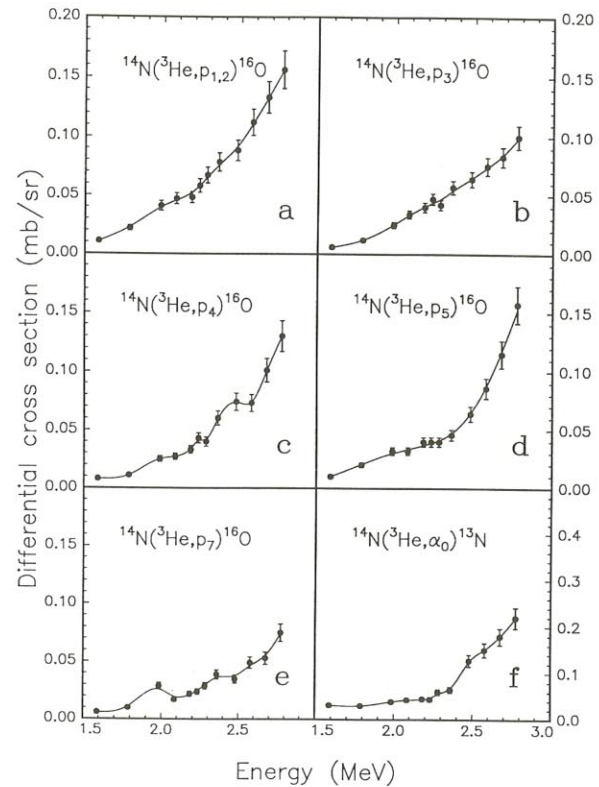 Differential cross section (mb/sr)
0.20
0.15
0.10
0.05
0.00
¹⁴N(³He,p₁,₂)¹⁶O
a
¹⁴N(³He,p₃)¹⁶O
b
0.20
0.15
0.10
0.05
0.00
0.15
0.10
0.05
0.00
¹⁴N(³He,p₄)¹⁶O
c
¹⁴N(³He,p₅)¹⁶O
d
0.15
0.10
0.05
0.00
0.15
0.10
0.05
0.00
¹⁴N(³He,p₇)¹⁶O
e
¹⁴N(³He,α₀)¹³N
f
0.4
0.3
0.2
0.1
0.0
1.5 2.0 2.5 1.5 2.0 2.5 3.0
Energy (MeV)